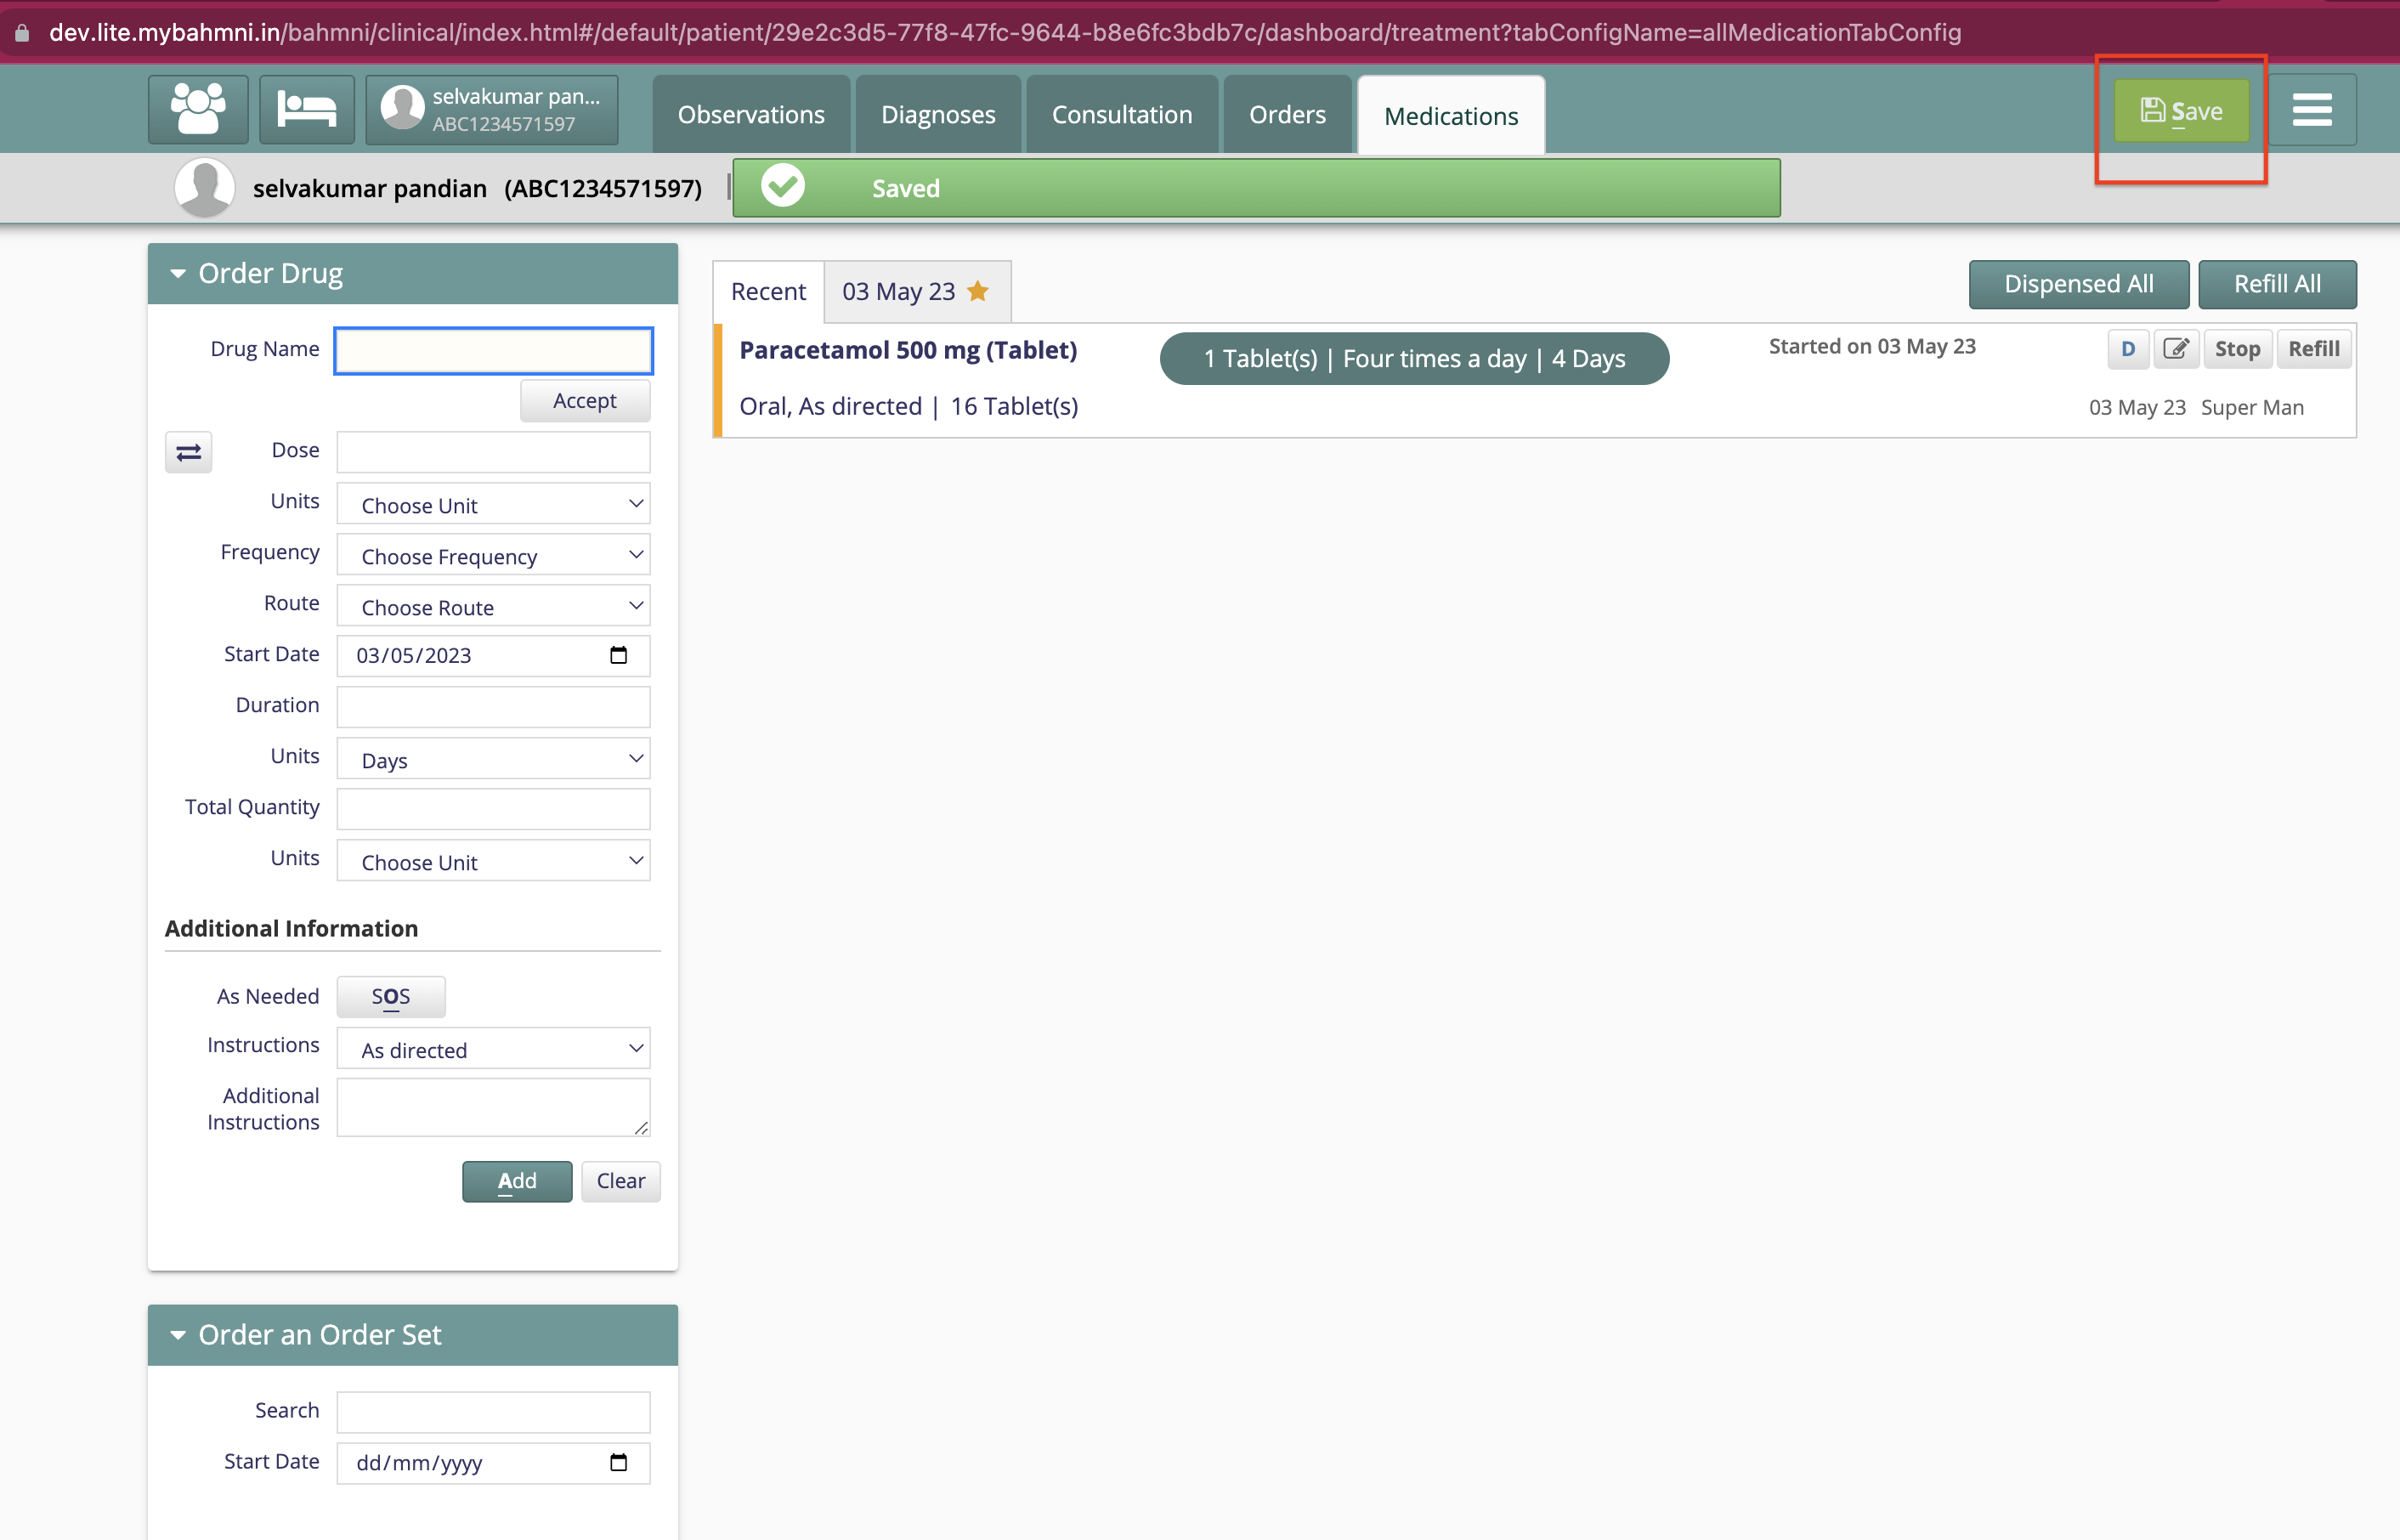 dev.lite.mybahmni.in/bahmni/clinical/index.html#/default/patient/29e2c3d5-77f8-47fc-9644-b8e6fc3bdb7c/dashboard/treatment?tabConfigName=allMedicationTabConfig
selvakumar pan...
ABC1234571597
Observations
Diagnoses
Consultation
Orders
Medications
Save
selvakumar pandian (ABC1234571597) |
Saved
Order Drug
Drug Name
Accept
Dose
Units Choose Unit
Frequency Choose Frequency
Route Choose Route
Start Date 03/05/2023
Duration
Units Days
Total Quantity
Units Choose Unit
Additional Information
As Needed SOS
Instructions As directed
Additional
Instructions
Add Clear
Order an Order Set
Search
Start Date dd/mm/yyyy
Recent 03 May 23
Dispensed All Refill All
Paracetamol 500 mg (Tablet) 1 Tablet(s) | Four times a day | 4 Days Started on 03 May 23 D Stop Refill
Oral, As directed | 16 Tablet(s) 03 May 23 Super Man